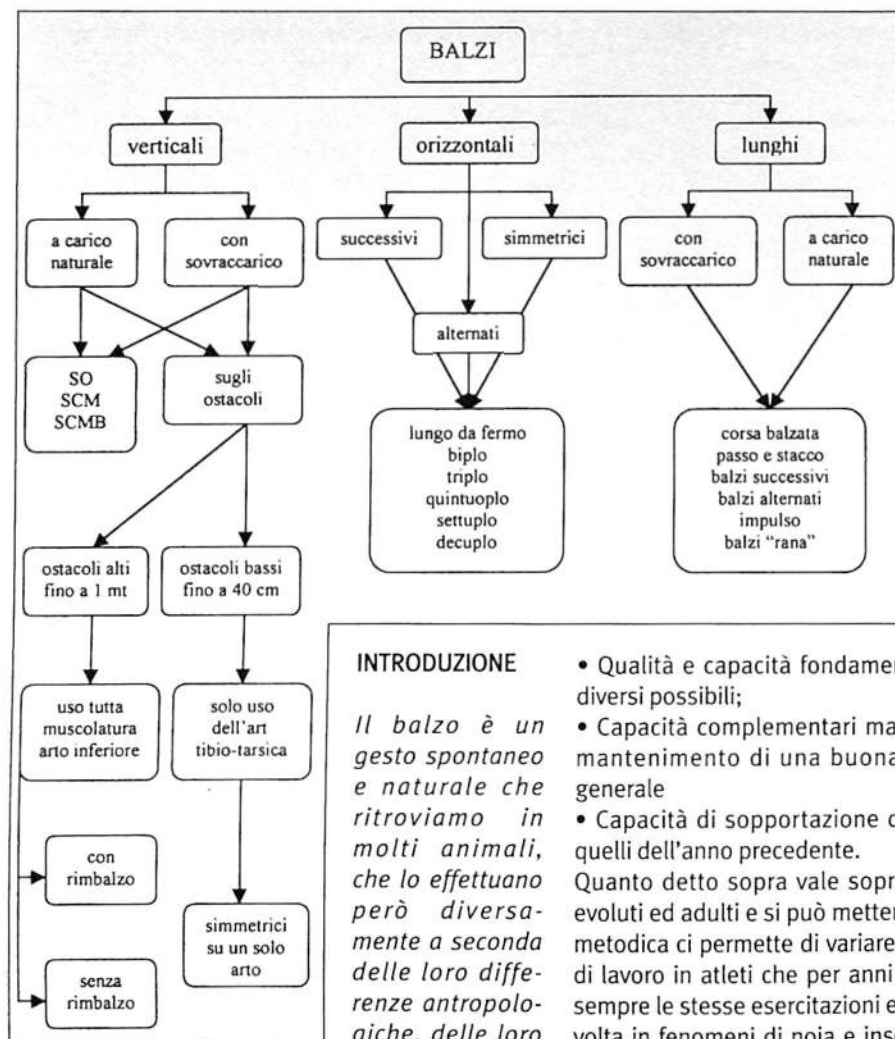 BALZI
verticali
orizzontali
lunghi
a carico
naturale
con
sovraccarico
successivi
simmetrici
con
sovraccarico
a carico
naturale
alternati
SO
SCM
SCMB
sugli
ostacoli
lungo da fermo
biplo
triplo
quintuoplo
settuplo
decuplo
corsa balzata
passo e stacco
balzi successivi
balzi alternati
impulso
balzi "rana"
ostacoli alti
fino a 1 mt
ostacoli bassi
fino a 40 cm
uso tutta
muscolatura
arto inferiore
solo uso
dell'art
tibio-tarsica
con
rimbalzo
senza
rimbalzo
simmetrici
su un solo
arto
INTRODUZIONE
Il balzo è un
gesto spontaneo
e naturale che
ritroviamo in
molti animali,
che lo effettuano
però diversa-
mente a seconda
delle loro diffe-
renze antropolo-
giche, delle loro
• Qualità e capacità fondamen
diversi possibili;
• Capacità complementari ma
mantenimento di una buona
generale
• Capacità di sopportazione
quelli dell'anno precedente.
Quanto detto sopra vale sopr
evoluti ed adulti e si può metter
metodica ci permette di variare
di lavoro in atleti che per anni
sempre le stesse esercitazioni e
volta in fenomeni di noia e ins